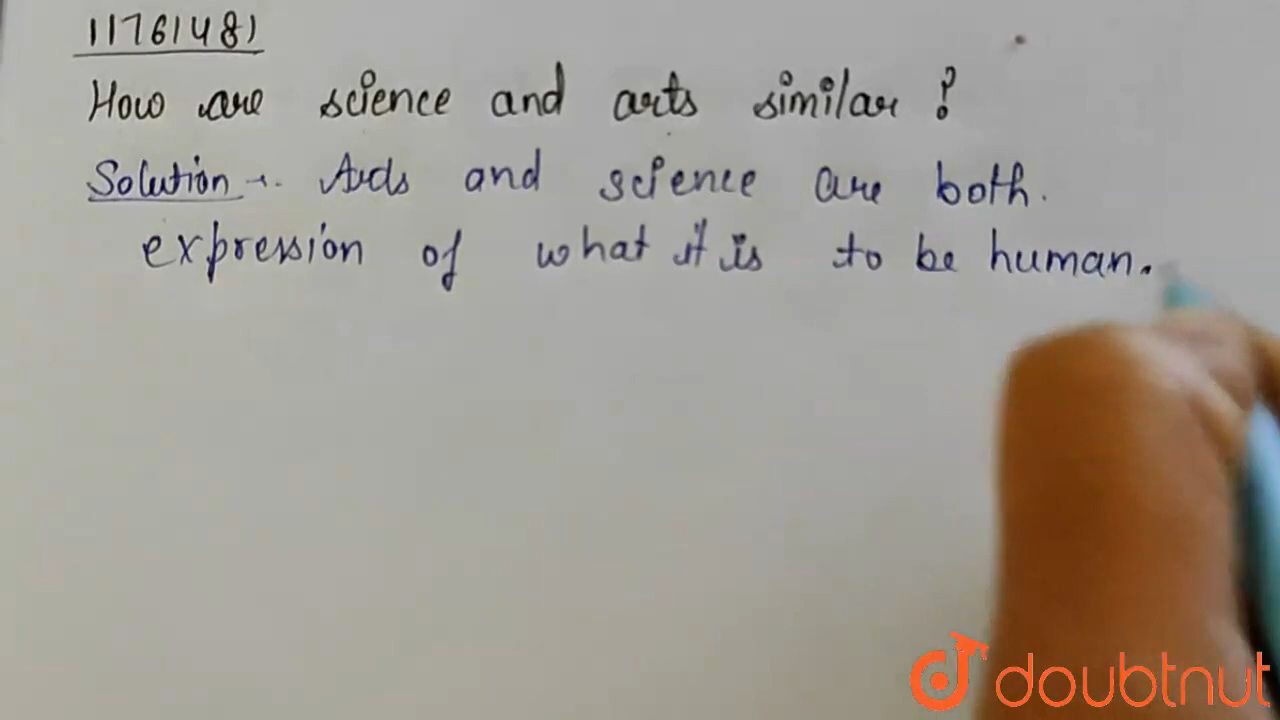 11761481
How are science and arts similar ?
Solution → Arts and science are both.
expression of what it is to be human.
doubtnut